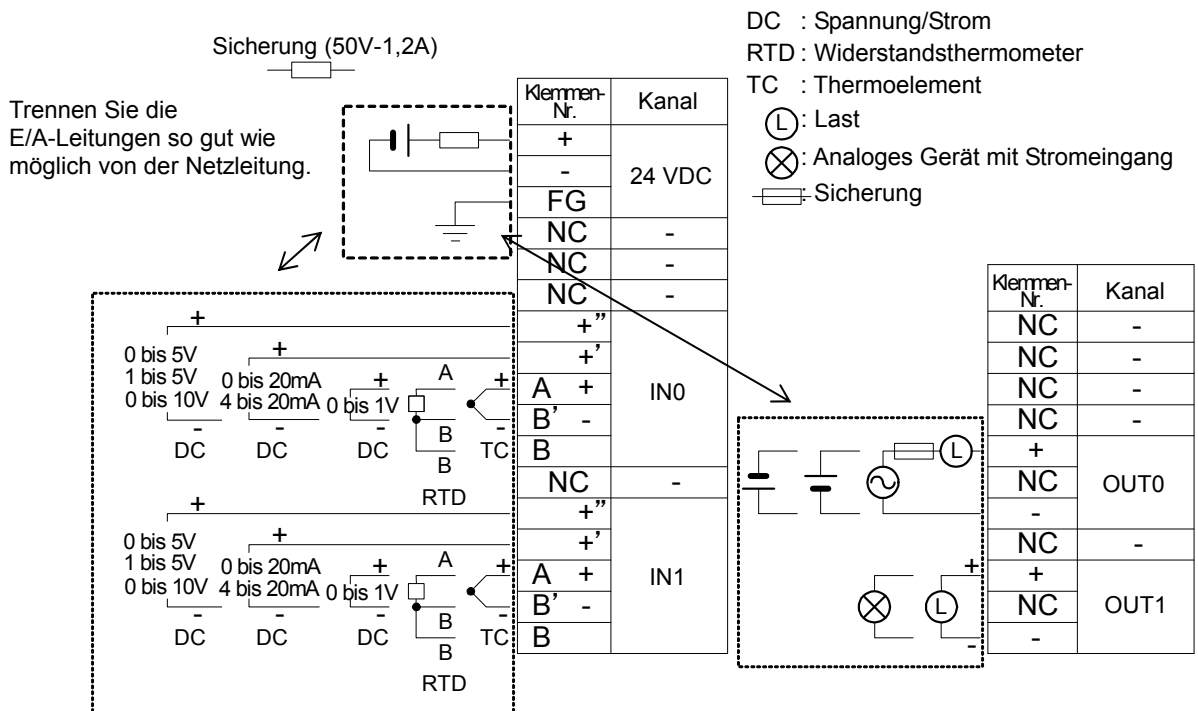 Sicherung (50V-1,2A)
Trennen Sie die
E/A-Leitungen so gut wie
möglich von der Netzleitung.
DC : Spannung/Strom
RTD : Widerstandsthermometer
TC : Thermoelement
L : Last
: Analoges Gerät mit Stromeingang
: Sicherung
Klemmen-Nr. Kanal
+
- 24 VDC
FG
NC -
NC -
NC -
+”
+’
A + IN0
B’ -
B
NC -
+”
+’
A + IN1
B’ -
B
+
0 bis 5V +
1 bis 5V 0 bis 20mA + A +
0 bis 10V 4 bis 20mA 0 bis 1V
- - - B -
DC DC DC B TC
RTD
+
0 bis 5V +
1 bis 5V 0 bis 20mA + A +
0 bis 10V 4 bis 20mA 0 bis 1V
- - - B -
DC DC DC B TC
RTD
L
+
L
-
Klemmen-Nr. Kanal
NC -
NC -
NC -
NC -
+
NC OUT0
-
NC -
+
NC OUT1
-